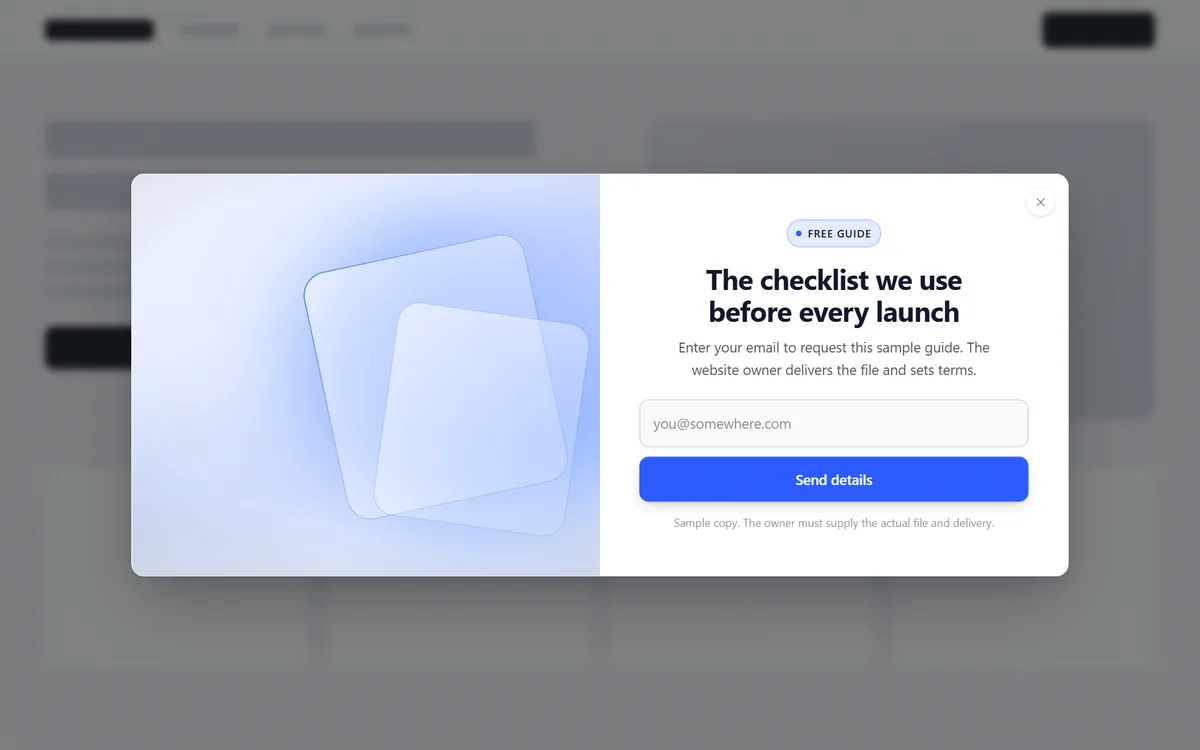 FREE GUIDE
The checklist we use
before every launch
Enter your email to request this sample guide. The
website owner delivers the file and sets terms.
you@somewhere.com
Send details
Sample copy. The owner must supply the actual file and delivery.